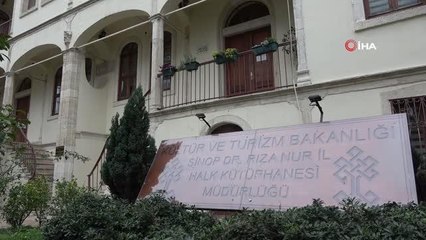 İHA
KÜLTÜR VE TURİZM BAKANLIĞI
SİNOP DR. RIZA NUR İL
HALK KÜTÜPHANESİ
MÜDÜRLÜĞÜ